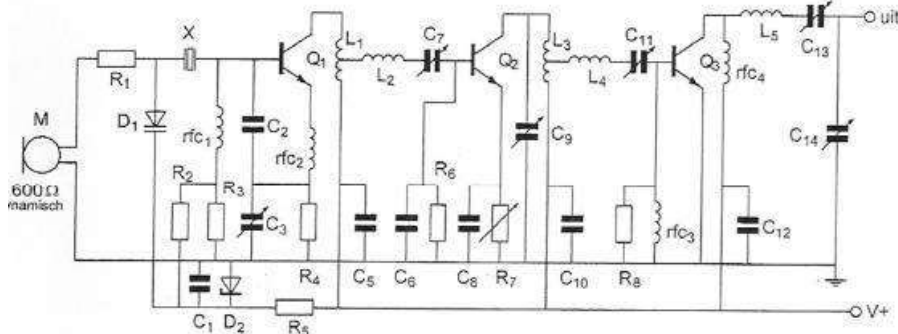 L1
C7
L3
C11
L5
C13
uit
X
Q1
L2
Q2
L4
Q3
rfc4
R1
M
D1
rfc1
C2
rfc2
C9
C14
R2
R3
R6
600Ω
ynamisch
C3
rfc3
C12
R4
C5
C6
C8
R7
C10
R8
V+
C1
D2
R5